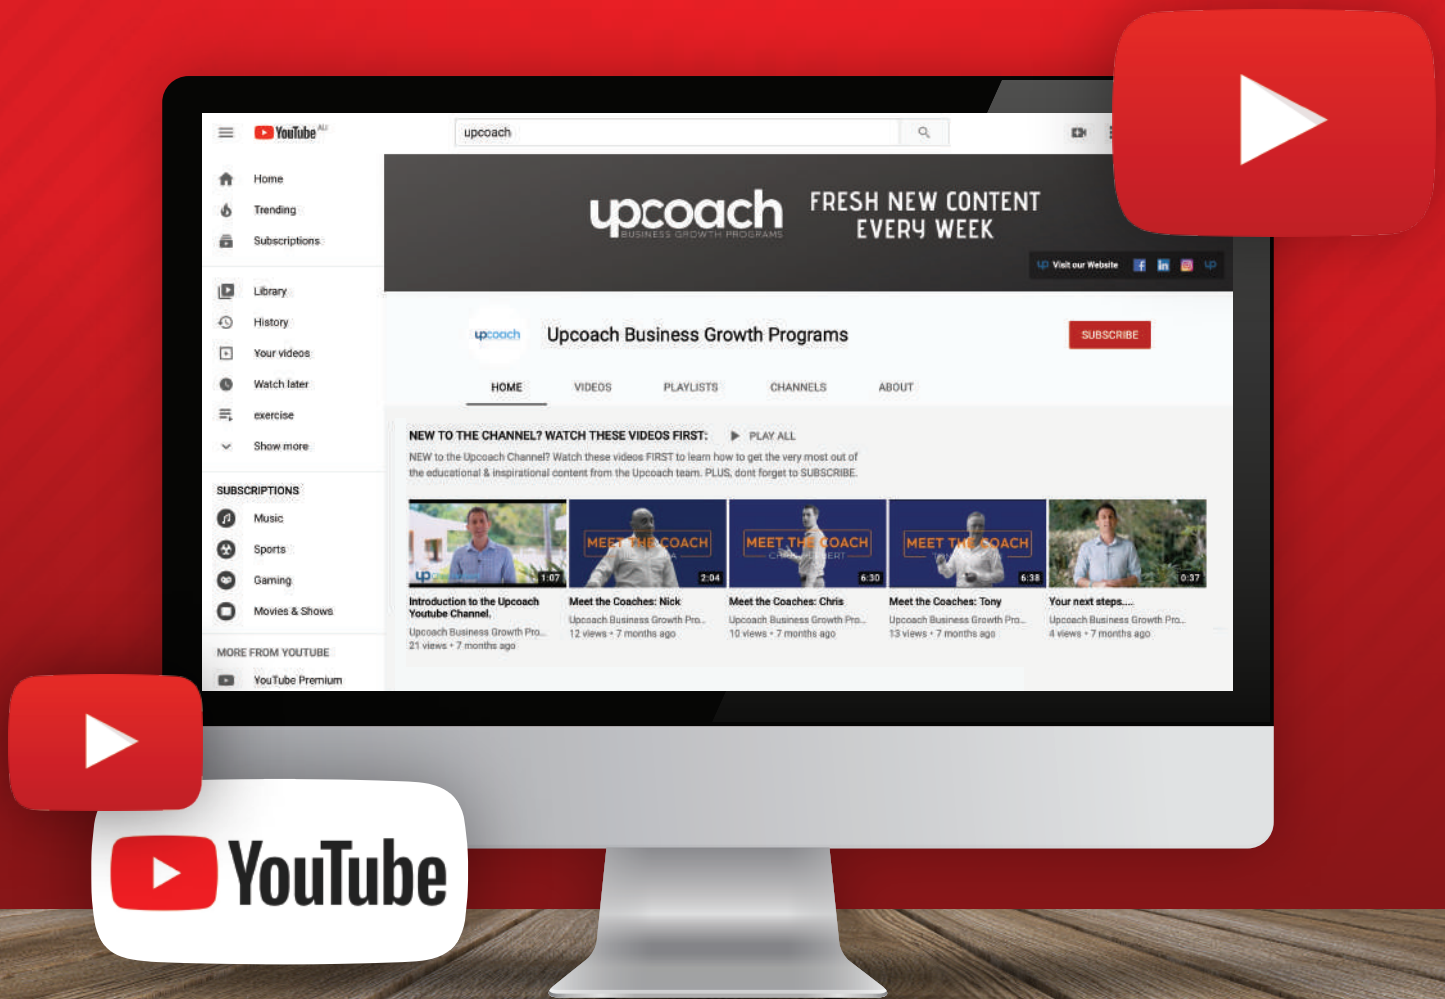 YouTube AU
upcoach
Home
Trending
Subscriptions
Library
History
Your videos
Watch later
exercise
Show more
SUBSCRIPTIONS
Music
Sports
Gaming
Movies & Shows
MORE FROM YOUTUBE
YouTube Premium
upcoach
BUSINESS GROWTH PROGRAMS
FRESH NEW CONTENT
EVERY WEEK
up Visit our Website
f in up
upcoach
Upcoach Business Growth Programs
SUBSCRIBE
HOME VIDEOS PLAYLISTS CHANNELS ABOUT
NEW TO THE CHANNEL? WATCH THESE VIDEOS FIRST: PLAY ALL
NEW to the Upcoach Channel? Watch these videos FIRST to learn how to get the very most out of
the educational & inspirational content from the Upcoach team. PLUS, dont forget to SUBSCRIBE.
up
1:07
Introduction to the Upcoach
Youtube Channel.
Upcoach Business Growth Pro...
21 views • 7 months ago
MEET THE COACH
2:04
Meet the Coaches: Nick
Upcoach Business Growth Pro...
12 views • 7 months ago
MEET THE COACH
6:30
Meet the Coaches: Chris
Upcoach Business Growth Pro...
10 views • 7 months ago
MEET THE COACH
6:38
Meet the Coaches: Tony
Upcoach Business Growth Pro...
13 views • 7 months ago
0:37
Your next steps....
Upcoach Business Growth Pro...
4 views • 7 months ago
YouTube